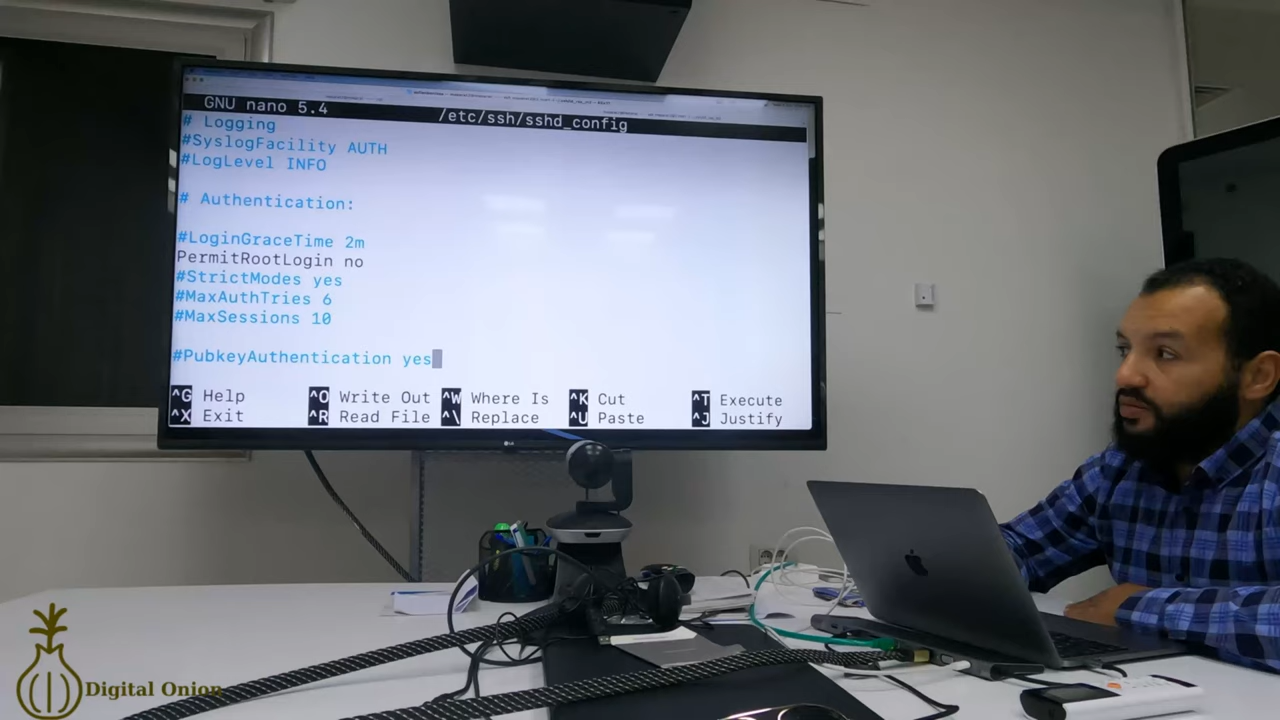 GNU nano 5.4
/etc/ssh/sshd_config
# Logging
#SyslogFacility AUTH
#LogLevel INFO
# Authentication:
#LoginGraceTime 2m
PermitRootLogin no
#StrictModes yes
#MaxAuthTries 6
#MaxSessions 10
#PubkeyAuthentication yes
^G Help ^O Write Out ^W Where Is ^K Cut ^T Execute
^X Exit ^R Read File ^\ Replace ^U Paste ^J Justify
LG
Digital Onion